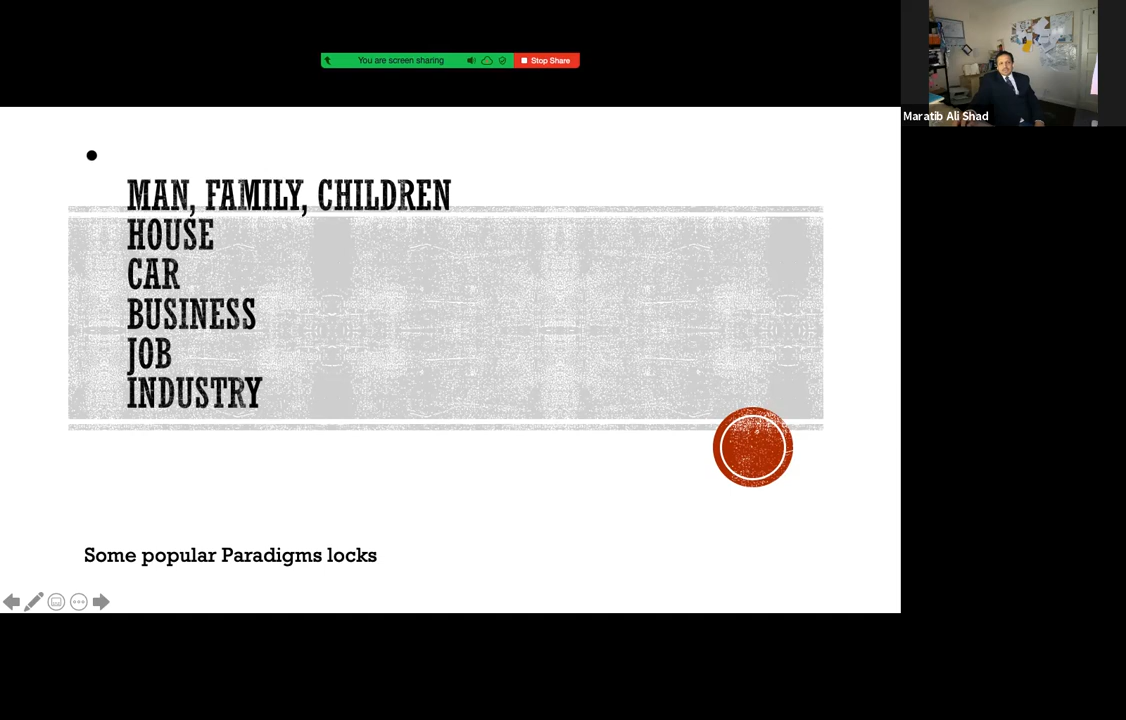 You are screen sharing
Stop Share
Maratib Ali Shad
MAN, FAMILY, CHILDREN
HOUSE
CAR
BUSINESS
JOB
INDUSTRY
Some popular Paradigms locks